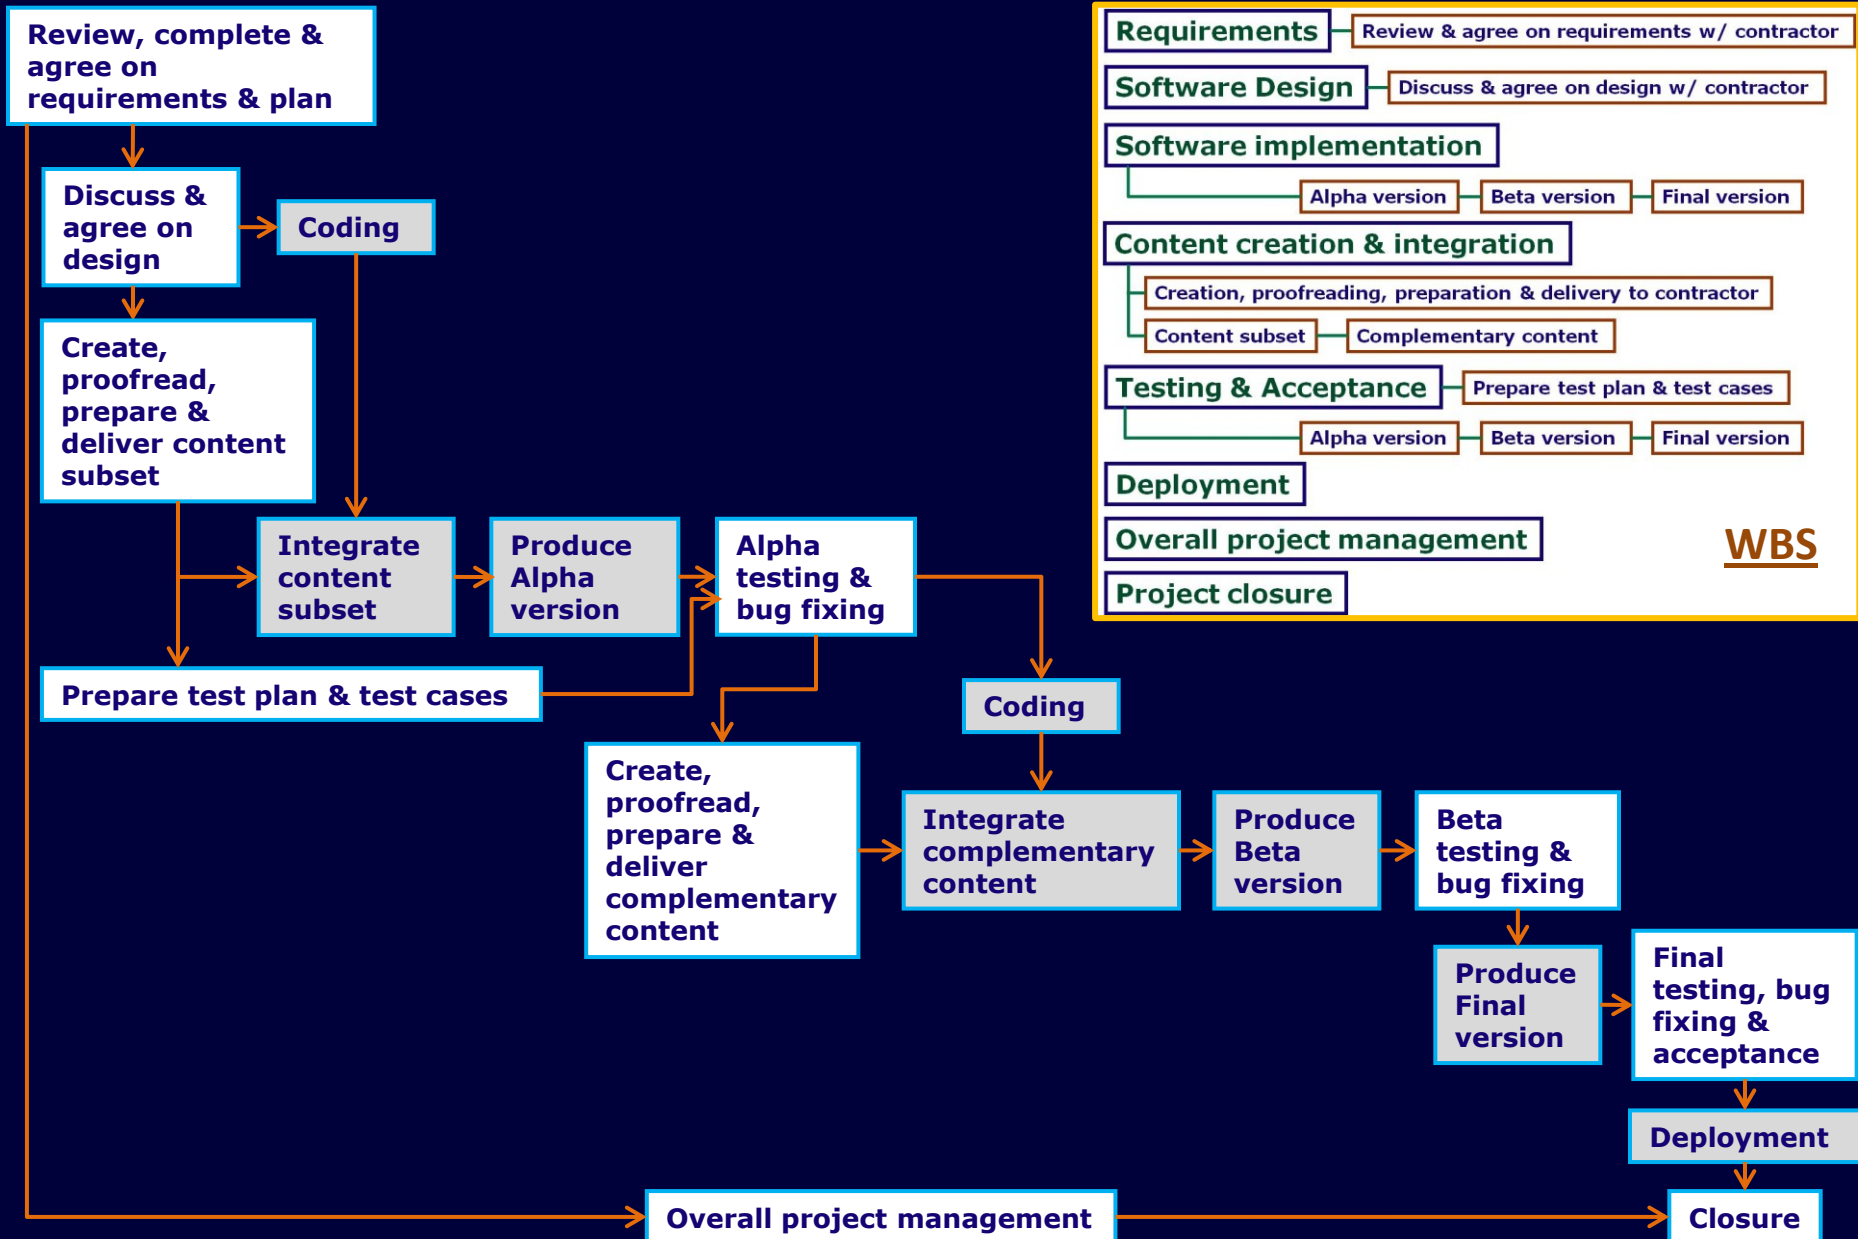 Review, complete &
agree on
requirements & plan
Discuss &
agree on
design
Coding
Create,
proofread,
prepare &
deliver content
subset
Integrate
content
subset
Produce
Alpha
version
Alpha
testing &
bug fixing
Prepare test plan & test cases
Coding
Create,
proofread,
prepare &
deliver
complementary
content
Integrate
complementary
content
Produce
Beta
version
Beta
testing &
bug fixing
Produce
Final
version
Final
testing, bug
fixing &
acceptance
Deployment
Overall project management
Closure
Requirements
Review & agree on requirements w/ contractor
Software Design
Discuss & agree on design w/ contractor
Software implementation
Alpha version
Beta version
Final version
Content creation & integration
Creation, proofreading, preparation & delivery to contractor
Content subset
Complementary content
Testing & Acceptance
Prepare test plan & test cases
Alpha version
Beta version
Final version
Deployment
Overall project management
WBS
Project closure